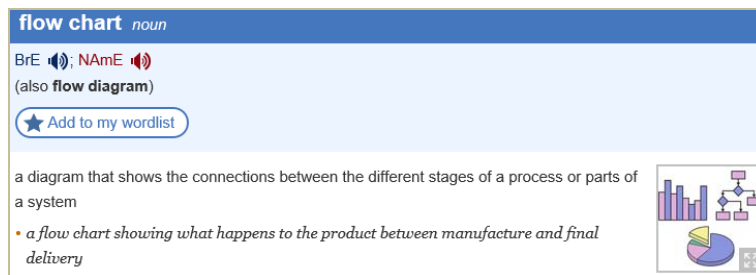 flow chart noun
BrE ; NAmE
(also flow diagram)
Add to my wordlist
a diagram that shows the connections between the different stages of a process or parts of
a system
• a flow chart showing what happens to the product between manufacture and final
delivery